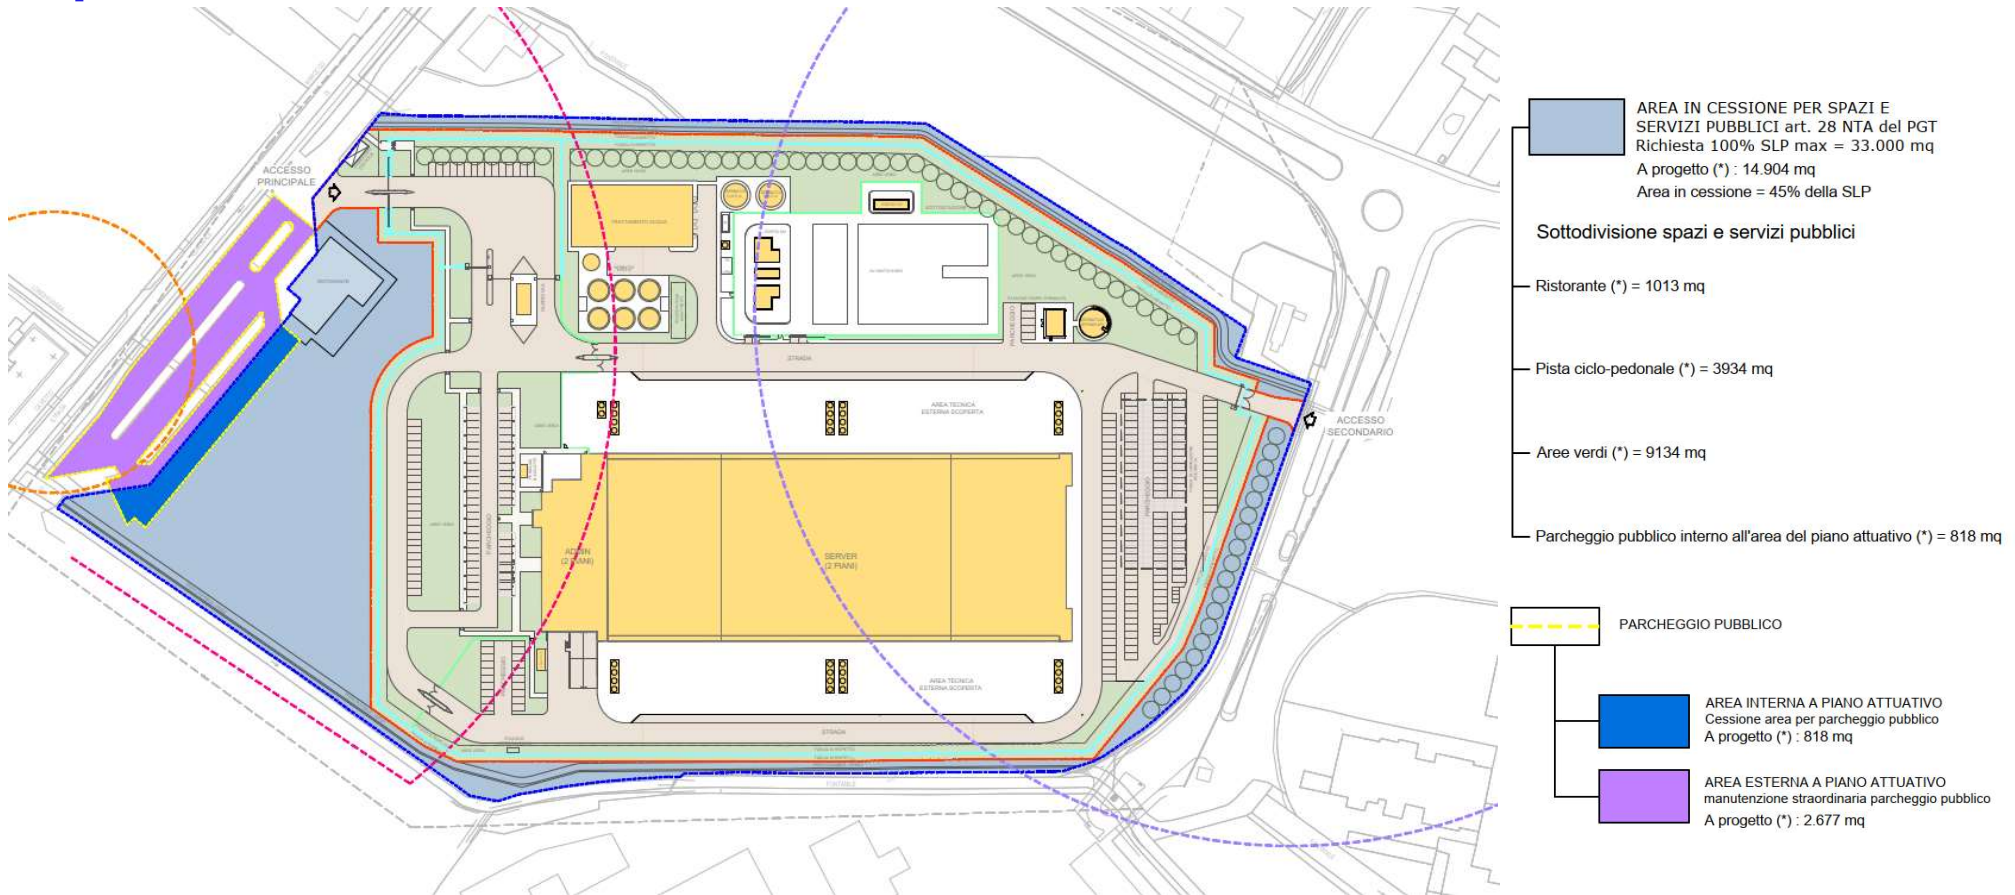 ACCESSO
PRINCIPALE
PARCHEGGIO
STRADA
AREA TECNICA
ESTERNA SCOPERTA
ACCESSO
SECONDARIO
PARCHEGGIO
PARCHEGGIO
ADMIN
(2 PIANI)
SERVER
(2 PIANI)
AREA TECNICA
ESTERNA SCOPERTA
STRADA
AREA IN CESSIONE PER SPAZI E
SERVIZI PUBBLICI art. 28 NTA del PGT
Richiesta 100% SLP max = 33.000 mq
A progetto (*) : 14.904 mq
Area in cessione = 45% della SLP
Sottodivisione spazi e servizi pubblici
Ristorante (*) = 1013 mq
Pista ciclo-pedonale (*) = 3934 mq
Aree verdi (*) = 9134 mq
Parcheggio pubblico interno all'area del piano attuativo (*) = 818 mq
PARCHEGGIO PUBBLICO
AREA INTERNA A PIANO ATTUATIVO
Cessione area per parcheggio pubblico
A progetto (*) : 818 mq
AREA ESTERNA A PIANO ATTUATIVO
manutenzione straordinaria parcheggio pubblico
A progetto (*) : 2.677 mq